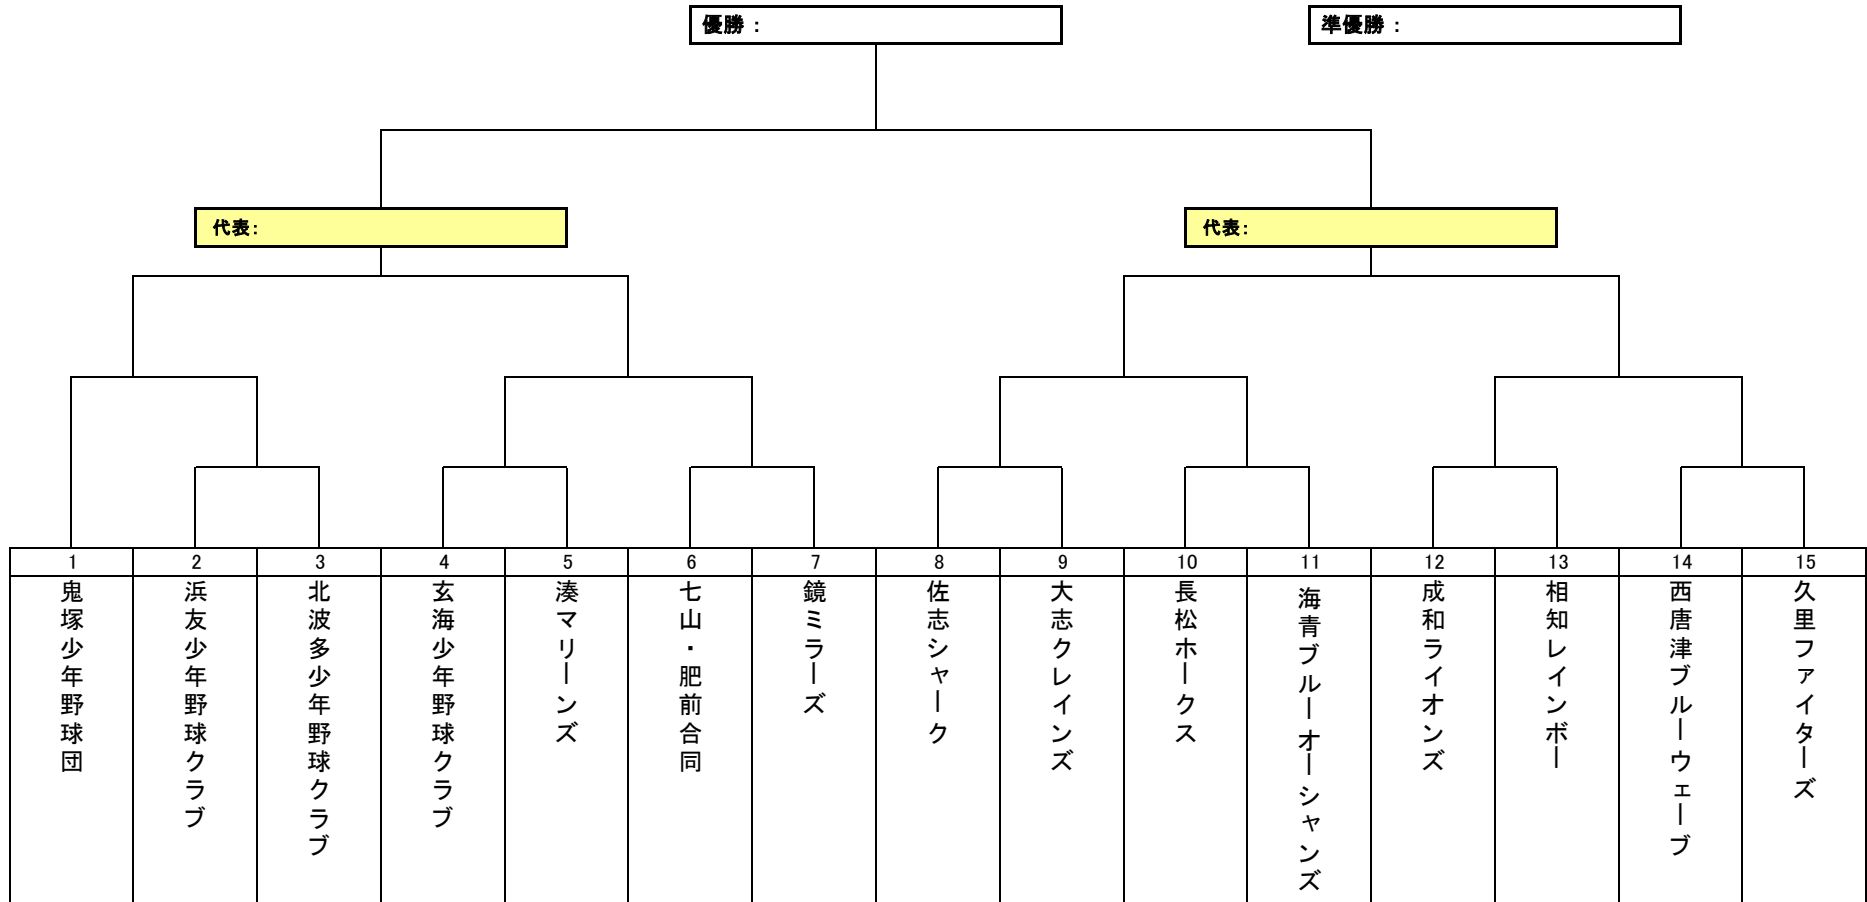 優勝：
準優勝：
代表:
代表:
1
2
3
4
5
6
7
8
9
10
11
12
13
14
15
鬼塚少年野球団
浜友少年野球クラブ
北波多少年野球クラブ
玄海少年野球クラブ
湊マリーンズ
七山・肥前合同
鏡ミラーズ
佐志シャーク
大志クレインズ
長松ホークス
海青ブルーオーシャンズ
成和ライオンズ
相知レインボー
西唐津ブルーウェーブ
久里ファイターズ